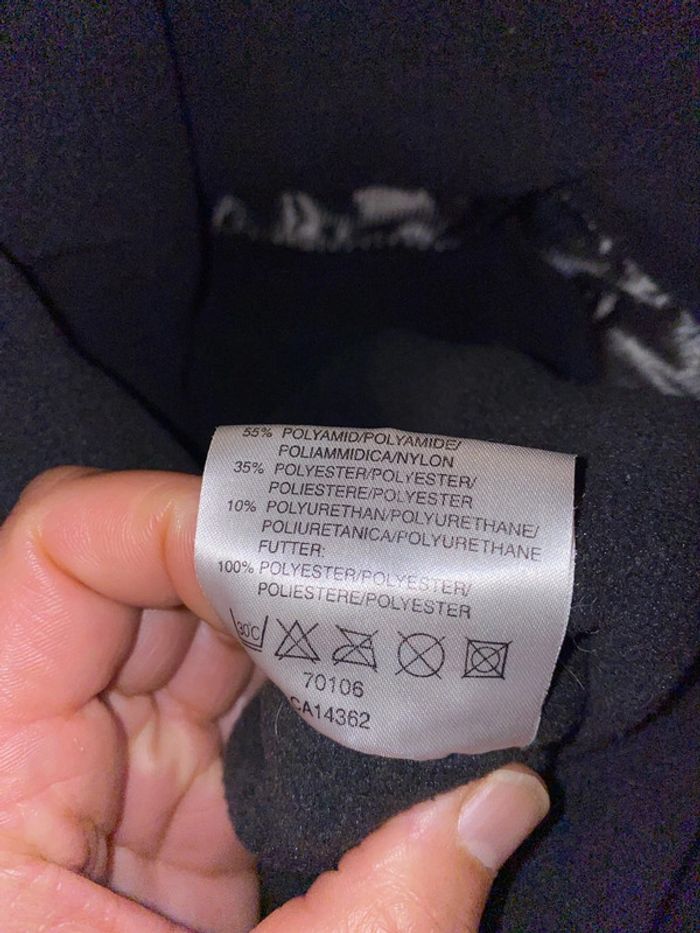 55% POLYAMID/POLYAMIDE/
POLIAMMIDICA/NYLON
35% POLYESTER/POLYESTER/
POLIESTERE/POLYESTER
10% POLYURETHAN/POLYURETHANE/
POLIURETANICA/POLYURETHANE
FUTTER:
100% POLYESTER/POLYESTER/
POLIESTERE/POLYESTER
30°C
70106
CA14362